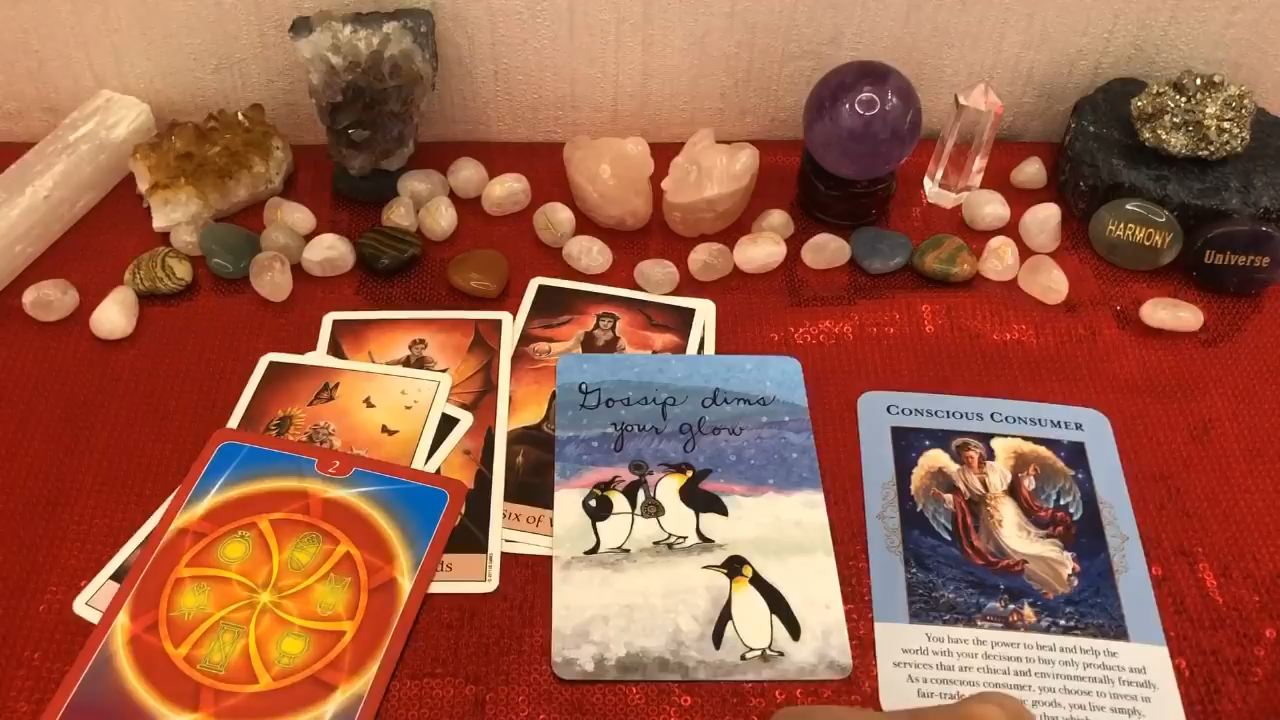 HARMONY
Universe
SIX OF
ds
2
Gossip dims
your glow
CONSCIOUS CONSUMER
You have the power to heal and help the
world with your decision to buy only products and
services that are ethical and environmentally friendly.
As a conscious consumer, you choose to invest in
fair-trade goods, you live simply,
that which